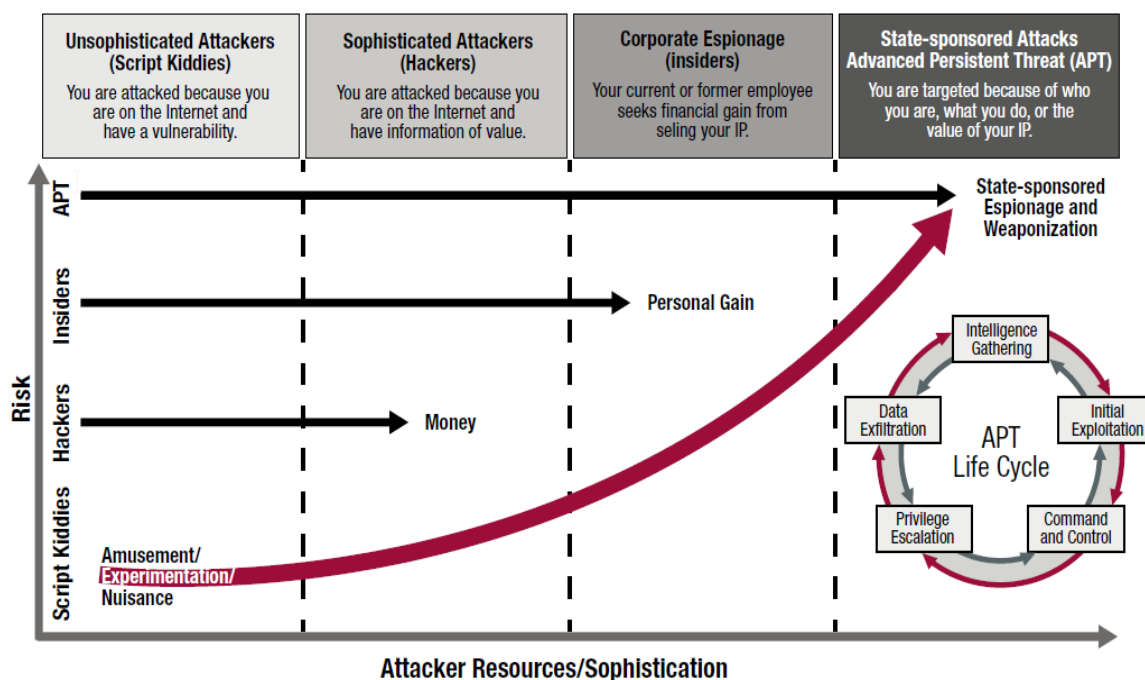 Unsophisticated Attackers
(Script Kiddies)
You are attacked because you
are on the Internet and
have a vulnerability.
Sophisticated Attackers
(Hackers)
You are attacked because you
are on the Internet and
have information of value.
Corporate Espionage
(insiders)
Your current or former employee
seeks financial gain from
seling your IP.
State-sponsored Attacks
Advanced Persistent Threat (APT)
You are targeted because of who
you are, what you do, or the
value of your IP.
Risk
APT
Insiders
Hackers
Script Kiddies
State-sponsored
Espionage and
Weaponization
Personal Gain
Money
Amusement/
Experimentation/
Nuisance
APT
Life Cycle
Intelligence
Gathering
Initial
Exploitation
Command
and Control
Privilege
Escalation
Data
Exfiltration
Attacker Resources/Sophistication